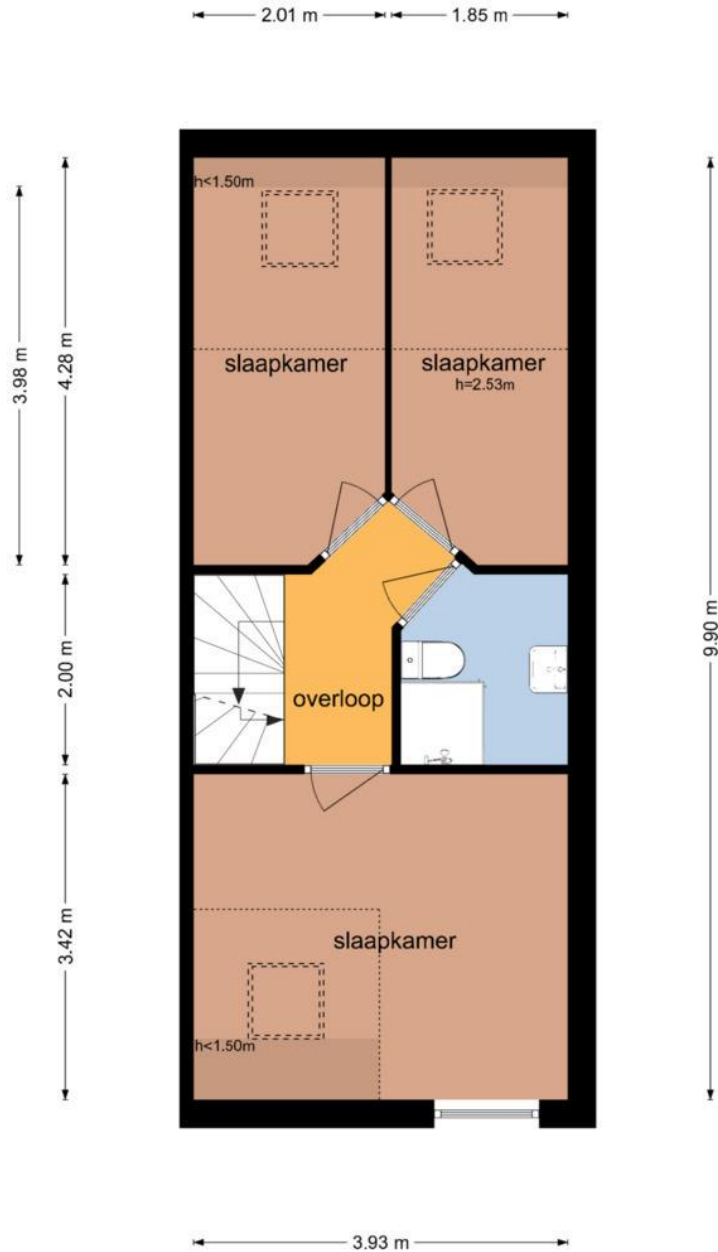 2.01 m
1.85 m
h<1.50m
3.98 m
4.28 m
slaapkamer
slaapkamer
h=2.53m
9.90 m
2.00 m
overloop
3.42 m
slaapkamer
h<1.50m
3.93 m